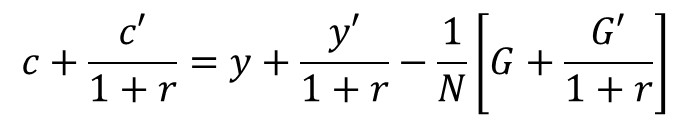 c + c′/(1 + r) = y + y′/(1 + r) − 1/N [G + G′/(1 + r)]